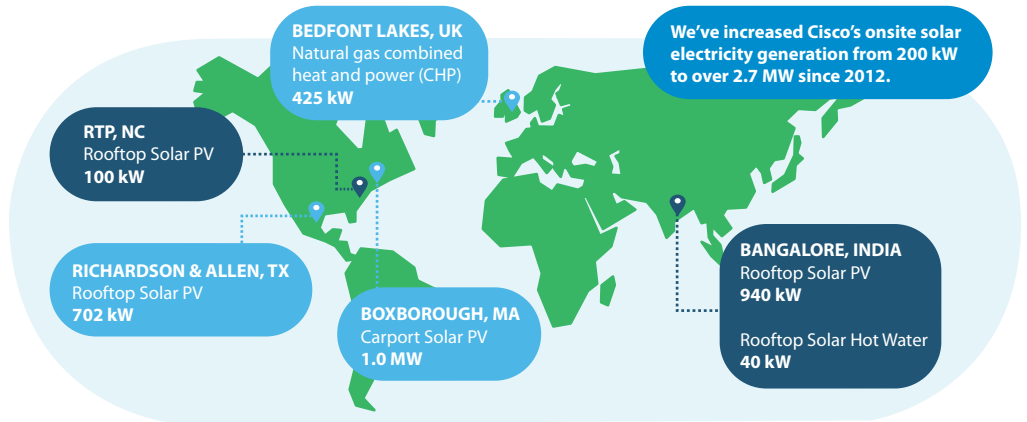 BEDFONT LAKES, UK
Natural gas combined
heat and power (CHP)
425 kW
We’ve increased Cisco’s onsite solar
electricity generation from 200 kW
to over 2.7 MW since 2012.
RTP, NC
Rooftop Solar PV
100 kW
RICHARDSON & ALLEN, TX
Rooftop Solar PV
702 kW
BOXBOROUGH, MA
Carport Solar PV
1.0 MW
BANGALORE, INDIA
Rooftop Solar PV
940 kW
Rooftop Solar Hot Water
40 kW